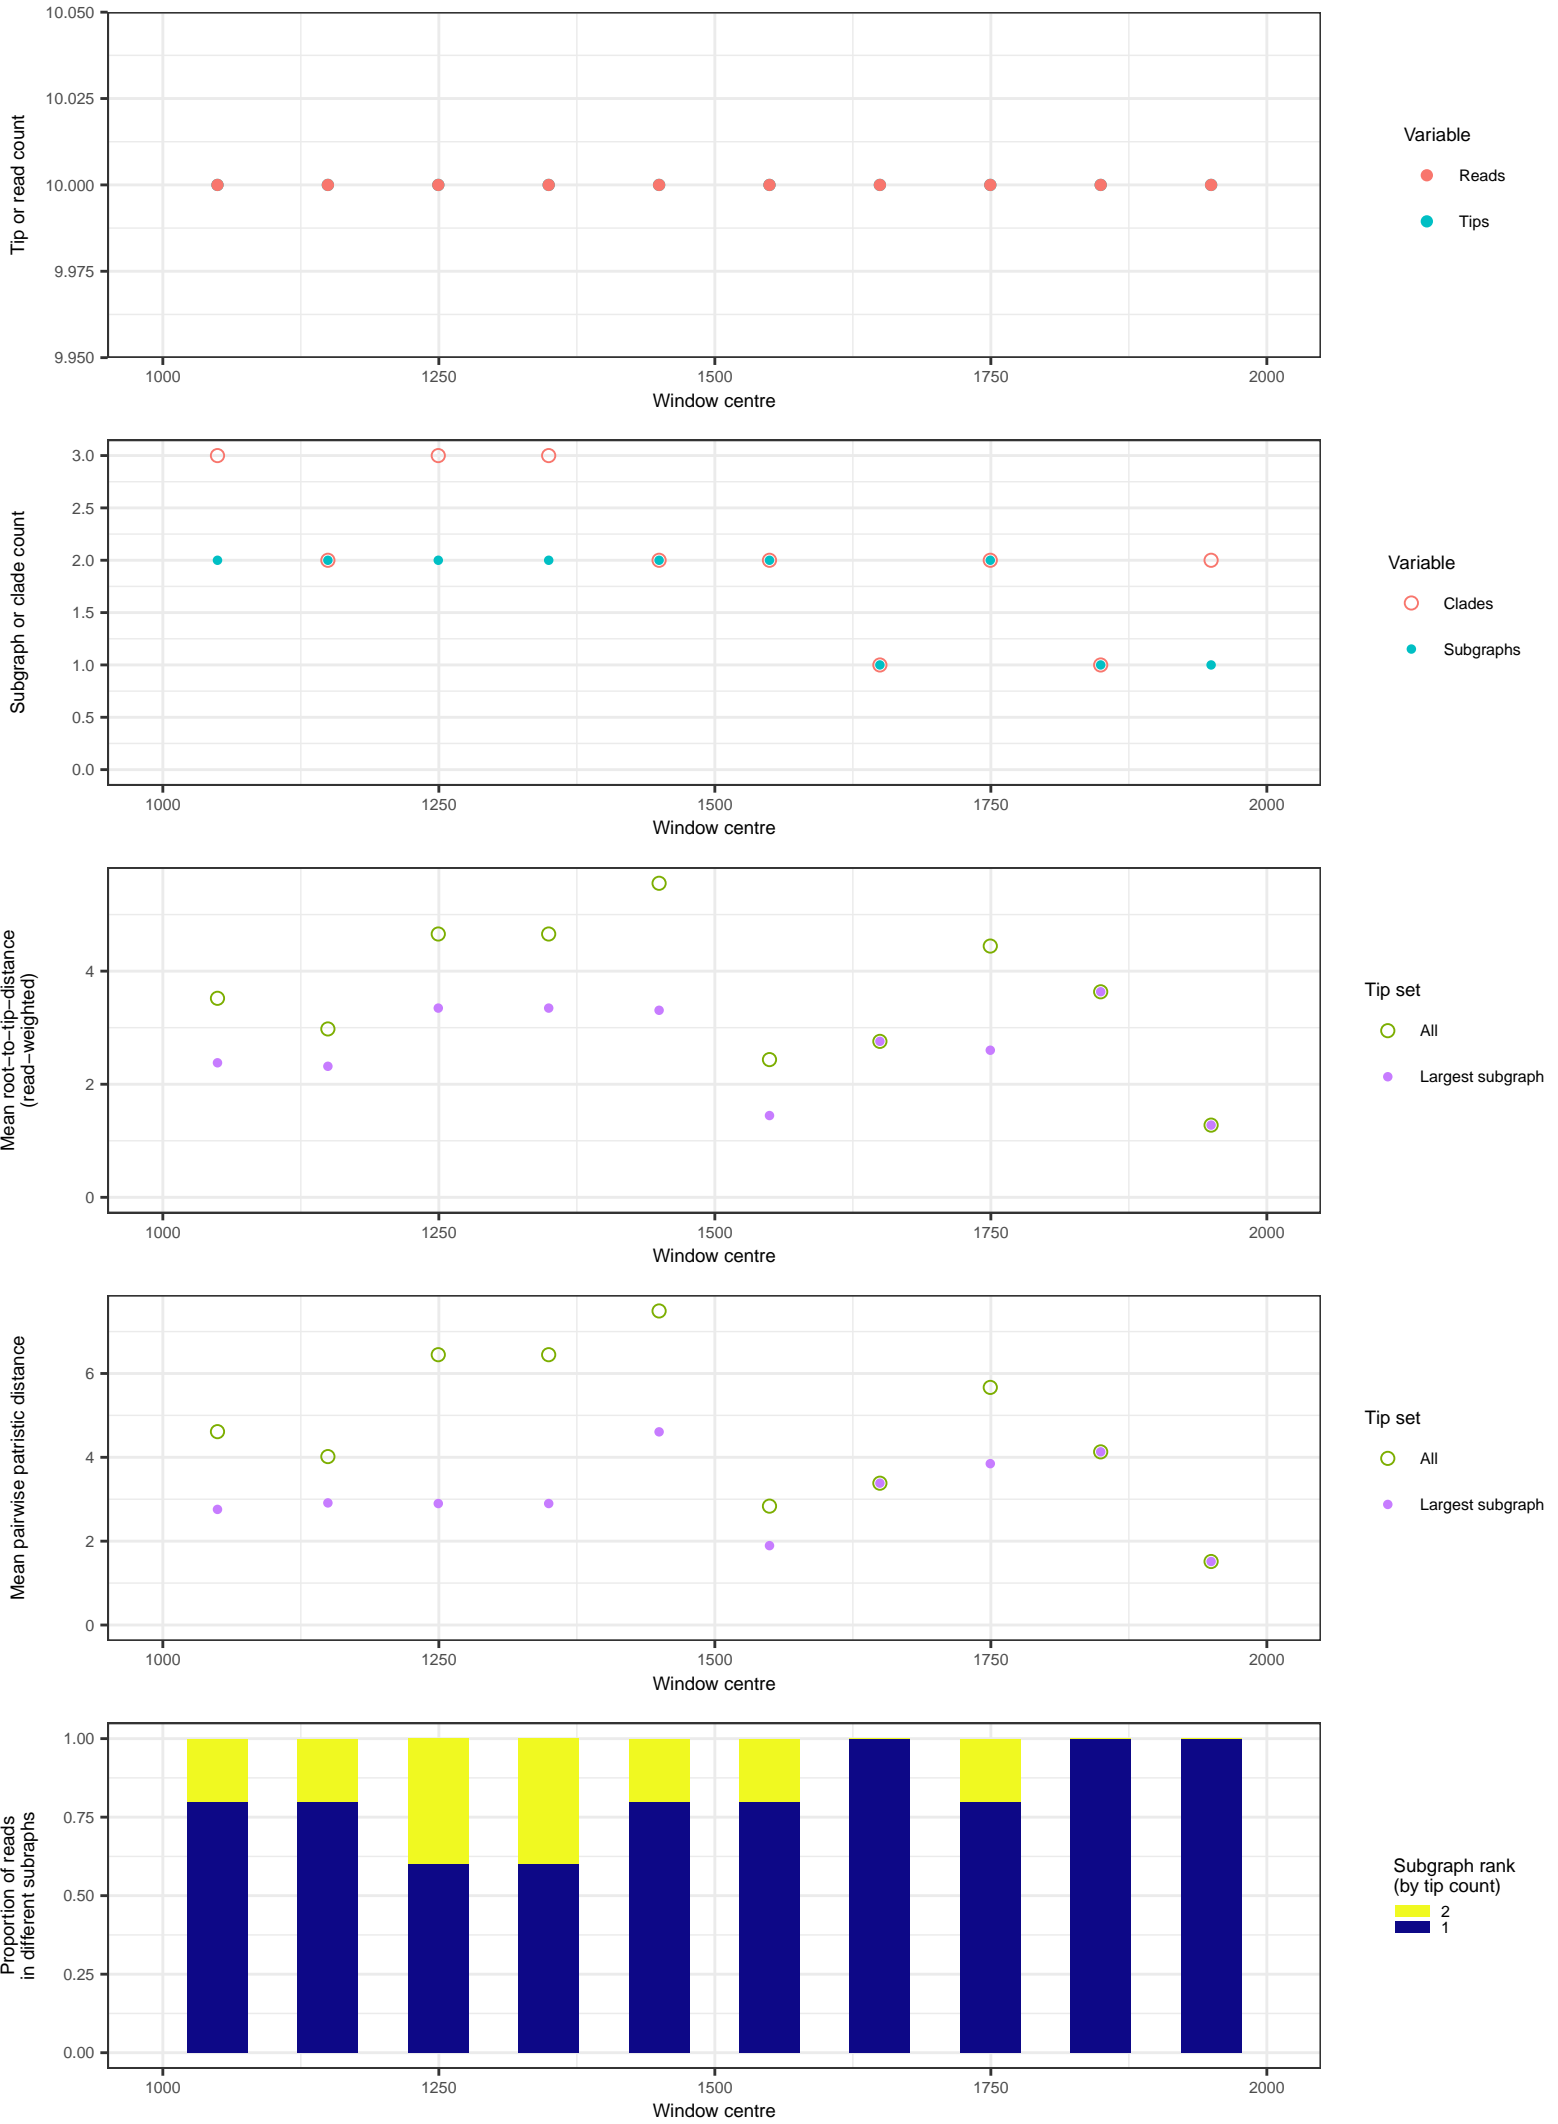 10.050
10.025
10.000
9.975
9.950
Tip or read count
1000 1250 1500 1750 2000
Window centre
Variable
Reads
Tips
3.0
2.5
2.0
1.5
1.0
0.5
0.0
Subgraph or clade count
1000 1250 1500 1750 2000
Window centre
Variable
Clades
Subgraphs
4
2
0
Mean root−to−tip−distance
(read−weighted)
1000 1250 1500 1750 2000
Window centre
Tip set
All
Largest subgraph
6
4
2
0
Mean pairwise patristic distance
1000 1250 1500 1750 2000
Window centre
Tip set
All
Largest subgraph
1.00
0.75
0.50
0.25
0.00
Proportion of reads
in different subraphs
1000 1250 1500 1750 2000
Window centre
Subgraph rank
(by tip count)
2
1